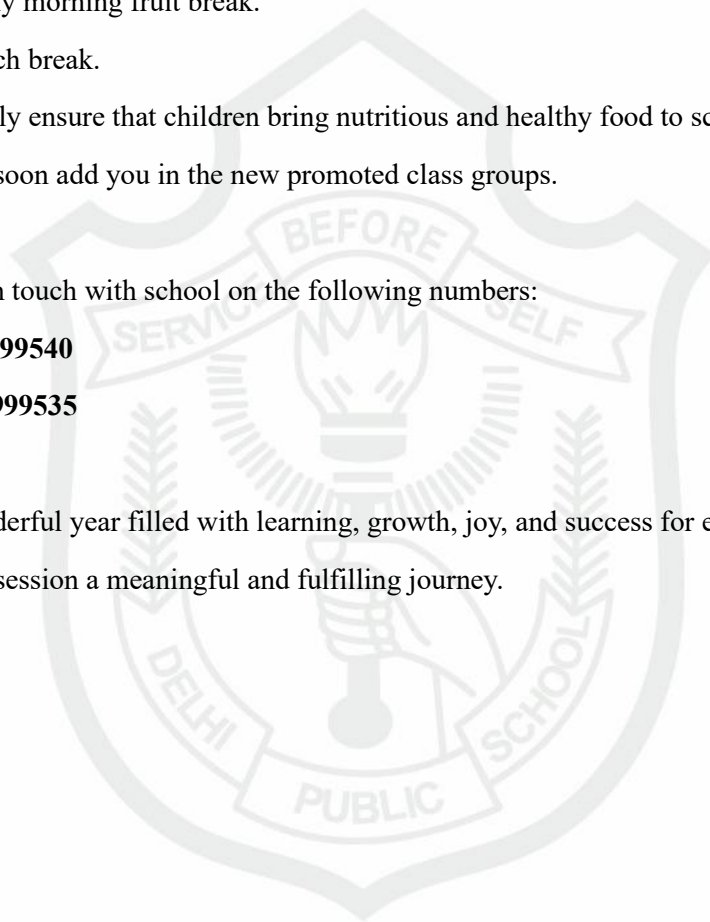 y morning fruit break.
ch break.
ly ensure that children bring nutritious and healthy food to sc
soon add you in the new promoted class groups.
BEFORE
SERVICE SELF
n touch with school on the following numbers:
99540
999535
derful year filled with learning, growth, joy, and success for e
session a meaningful and fulfilling journey.
DELHI
PUBLIC
SCHOOL